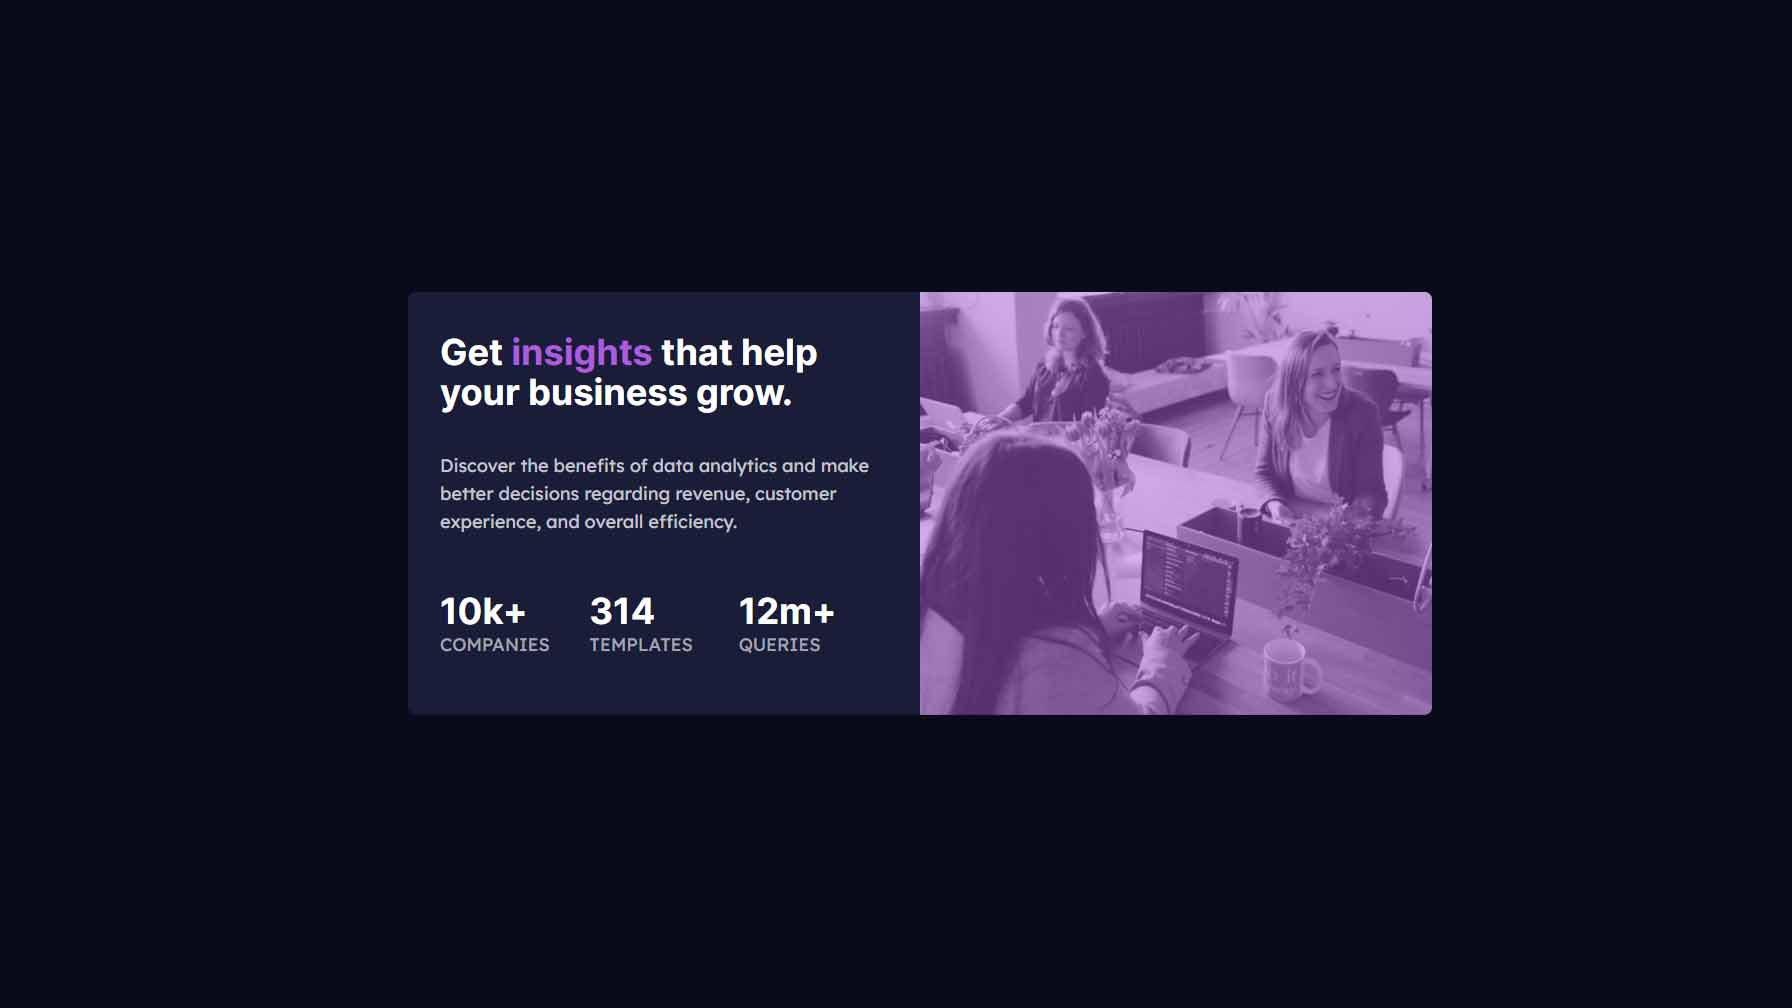 Get insights that help
your business grow.
Discover the benefits of data analytics and make
better decisions regarding revenue, customer
experience, and overall efficiency.
10k+ 314 12m+
COMPANIES TEMPLATES QUERIES